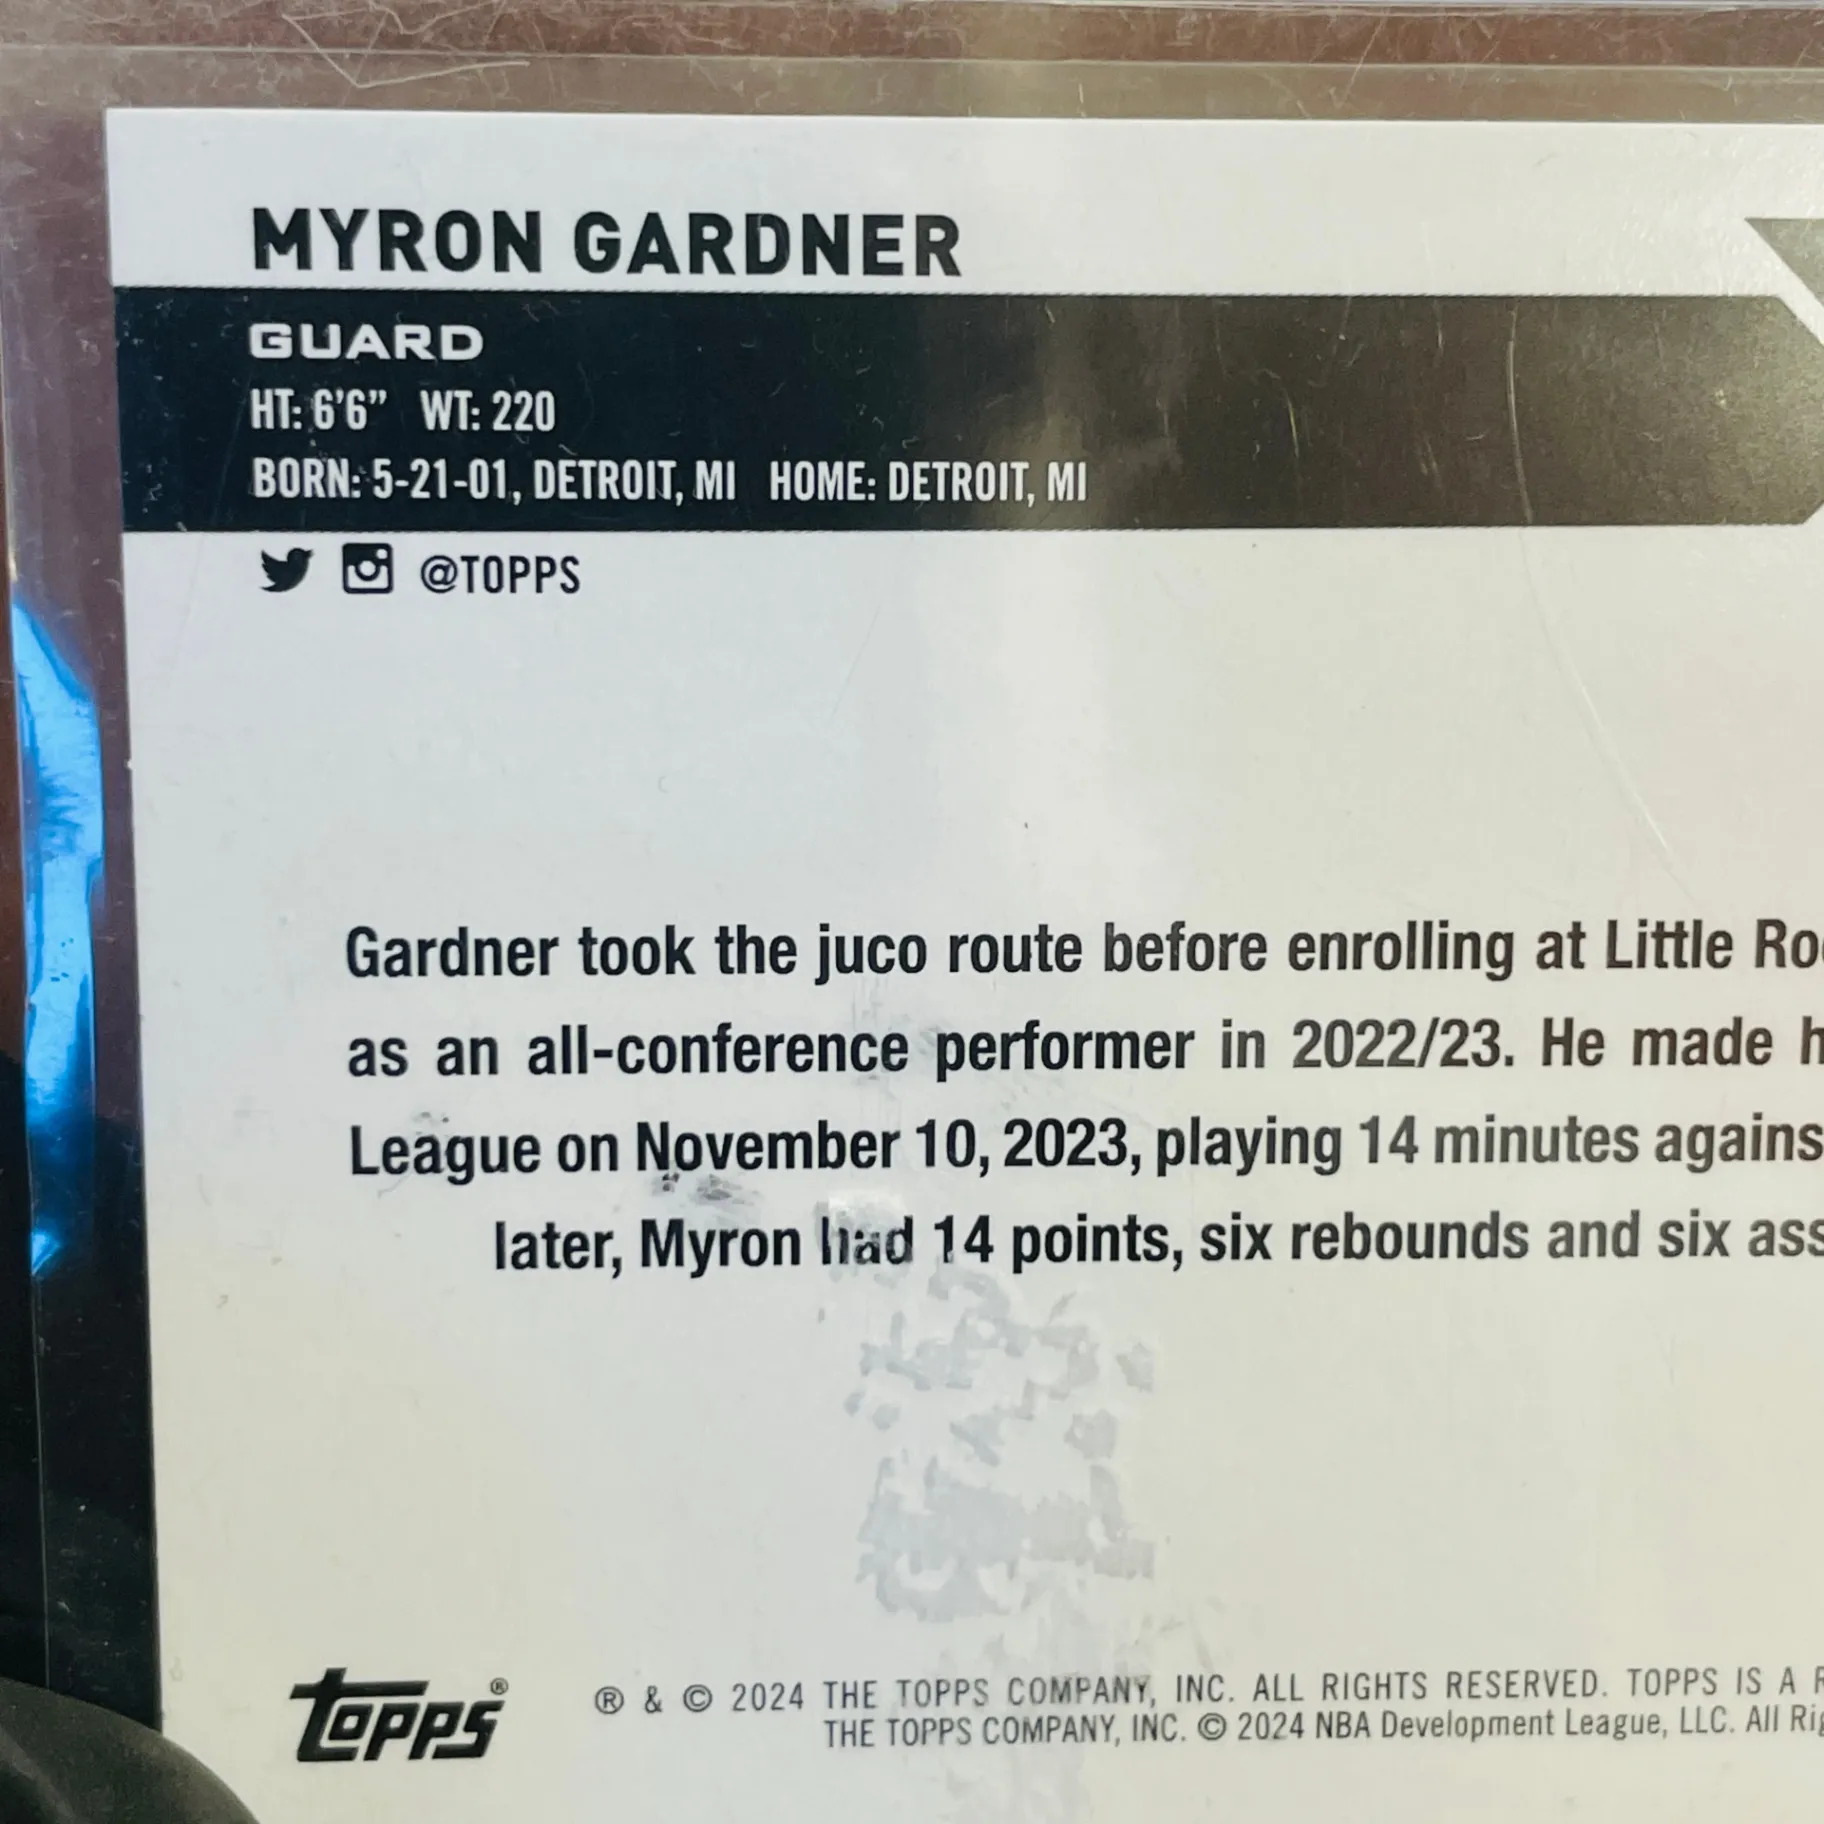 MYRON GARDNER
GUARD
HT: 6'6” WT: 220
BORN: 5-21-01, DETROIT, MI HOME: DETROIT, MI
@TOPPS
Gardner took the juco route before enrolling at Little
as an all-conference performer in 2022/23. He made
League on November 10, 2023, playing 14 minutes
later, Myron had 14 points, six rebounds and six
TOPPS®
® & © 2024 THE TOPPS COMPANY, INC. ALL RIGHTS RESERVED. TOPPS IS A
THE TOPPS COMPANY, INC. © 2024 NBA Development League, LLC. All